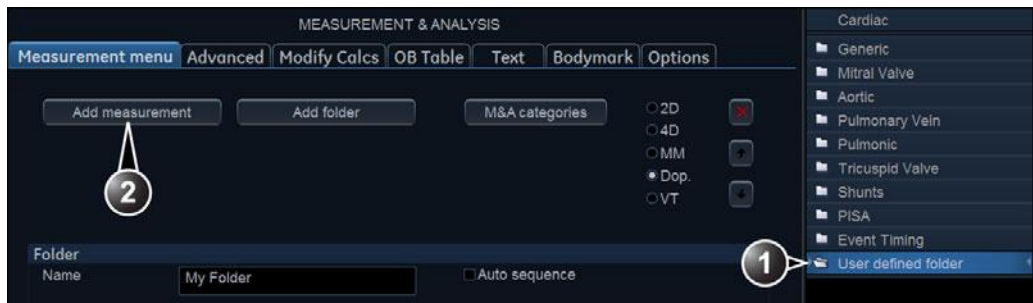 MEASUREMENT & ANALYSIS
Measurement menu Advanced Modify Calcs OB Table Text Bodymark Options
Add measurement Add folder M&A categories
2D
4D
MM
Dop.
VT
2
Folder
Name My Folder Auto sequence
Cardiac
Generic
Mitral Valve
Aortic
Pulmonary Vein
Pulmonic
Tricuspid Valve
Shunts
PISA
Event Timing
1 User defined folder